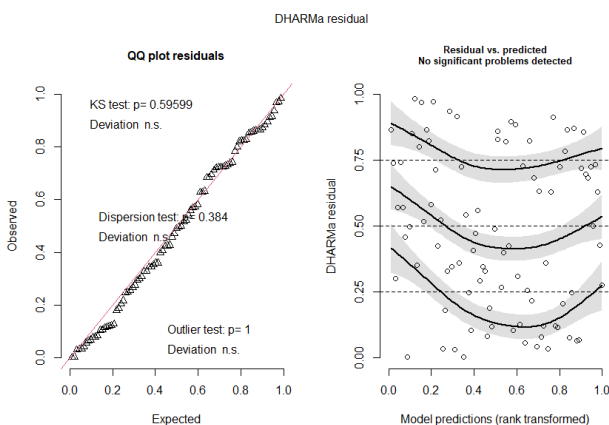 DHARMa residual
QQ plot residuals
KS test: p= 0.59599
Deviation n.s.
Dispersion test: p= 0.384
Deviation n.s.
Outlier test: p= 1
Deviation n.s.
Observed
0.0 0.2 0.4 0.6 0.8 1.0
0.0 0.2 0.4 0.6 0.8 1.0
Expected
Residual vs. predicted
No significant problems detected
DHARMa residual
0.00 0.25 0.50 0.75 1.00
0.0 0.2 0.4 0.6 0.8 1.0
Model predictions (rank transformed)